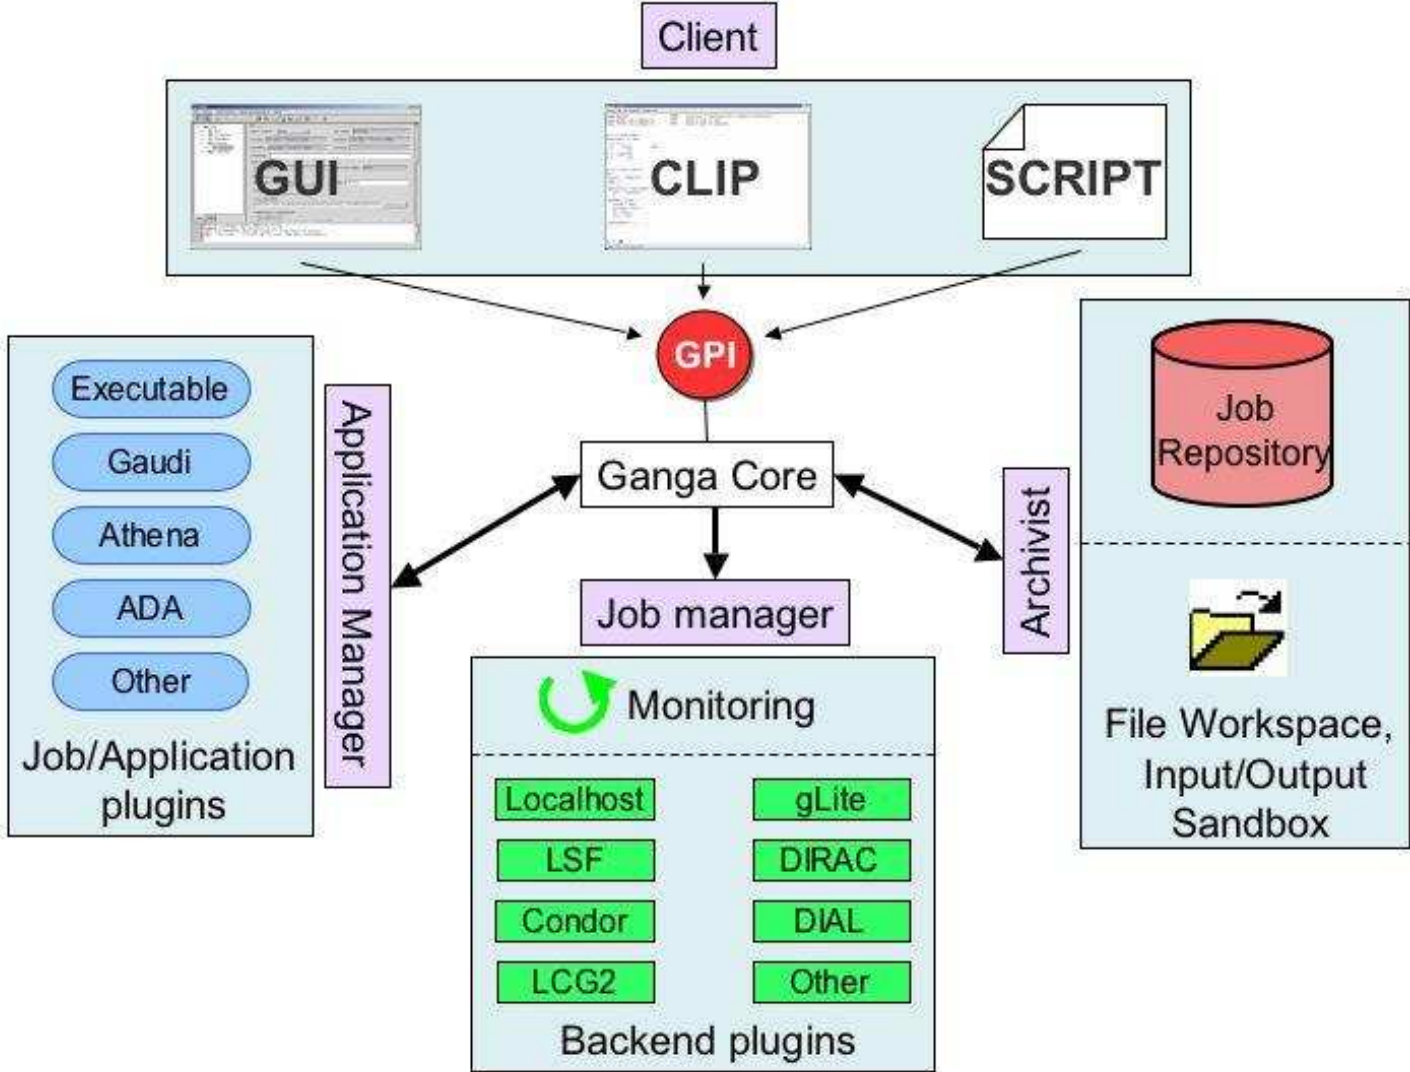 Client
GUI
CLIP
SCRIPT
GPI
Executable
Gaudi
Athena
ADA
Other
Job/Application
plugins
Application Manager
Ganga Core
Job manager
Monitoring
Localhost
gLite
LSF
DIRAC
Condor
DIAL
LCG2
Other
Backend plugins
Archivist
Job
Repository
File Workspace,
Input/Output
Sandbox